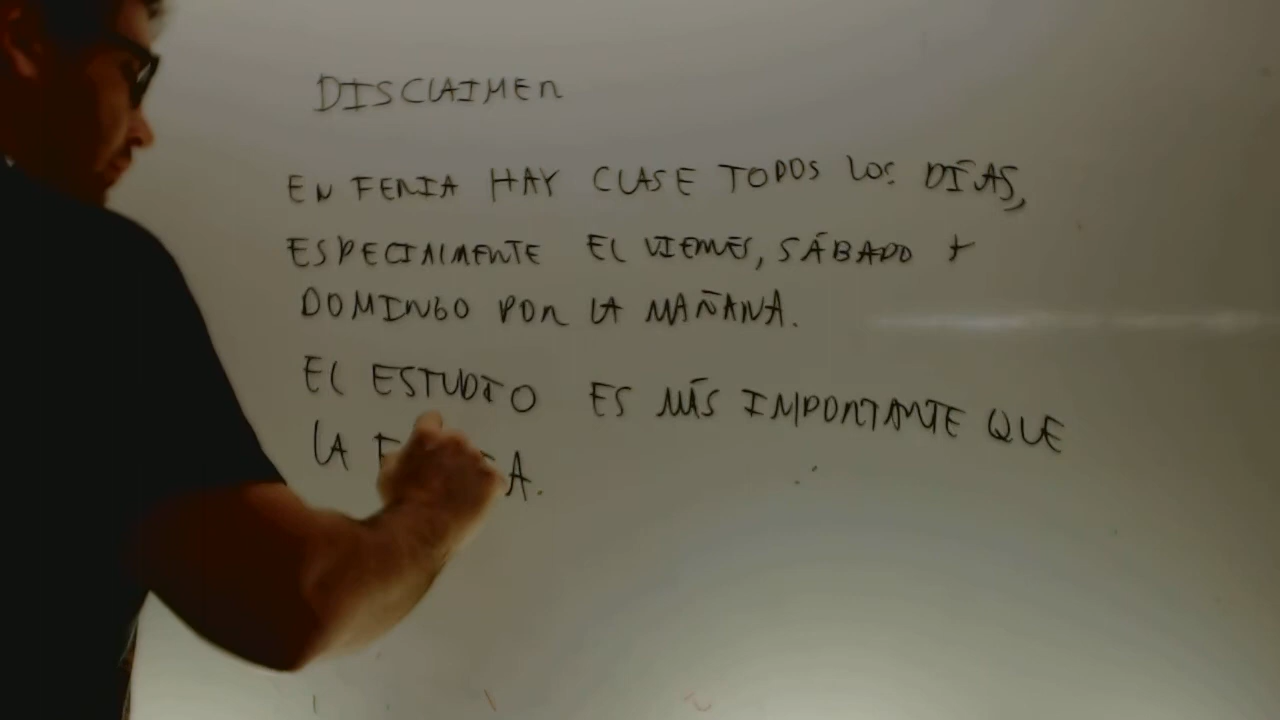 DISCLAIMER
EN FERIA HAY CLASE TODOS LOS DÍAS,
ESPECIALMENTE EL VIERNES, SÁBADO Y
DOMINGO POR LA MAÑANA.
EL ESTUDIO ES MÁS IMPORTANTE QUE
LA